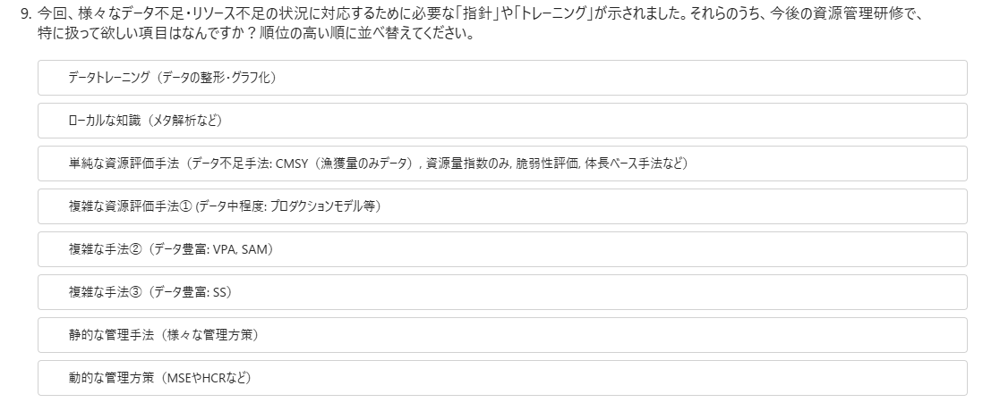 9. 今回、様々なデータ不足・リソース不足の状況に対応するために必要な「指針」や「トレーニング」が示されました。それらのうち、今後の資源管理研修で、
特に扱って欲しい項目はなんですか？順位の高い順に並べ替えてください。
データトレーニング（データの整形・グラフ化）
ローカルな知識（メタ解析など）
単純な資源評価手法（データ不足手法: CMSY（漁獲量のみデータ）, 資源量指数のみ, 脆弱性評価, 体長ベース手法など）
複雑な資源評価手法① (データ中程度: プロダクションモデル等）
複雑な手法②（データ豊富: VPA, SAM）
複雑な手法③（データ豊富: SS）
静的な管理手法（様々な管理方策）
動的な管理方策（MSEやHCRなど）